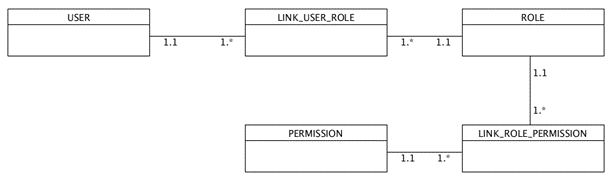 USER
LINK_USER_ROLE
ROLE
1.1
1.*
1.*
1.1
1.1
1.*
PERMISSION
LINK_ROLE_PERMISSION
1.1
1.*